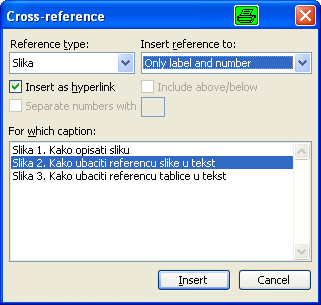 Cross-reference
Reference type: Insert reference to:
Slika Only label and number
Insert as hyperlink Include above/below
Separate numbers with
For which caption:
Slika 1. Kako opisati sliku
Slika 2. Kako ubaciti referencu slike u tekst
Slika 3. Kako ubaciti referencu tablice u tekst
Insert Cancel